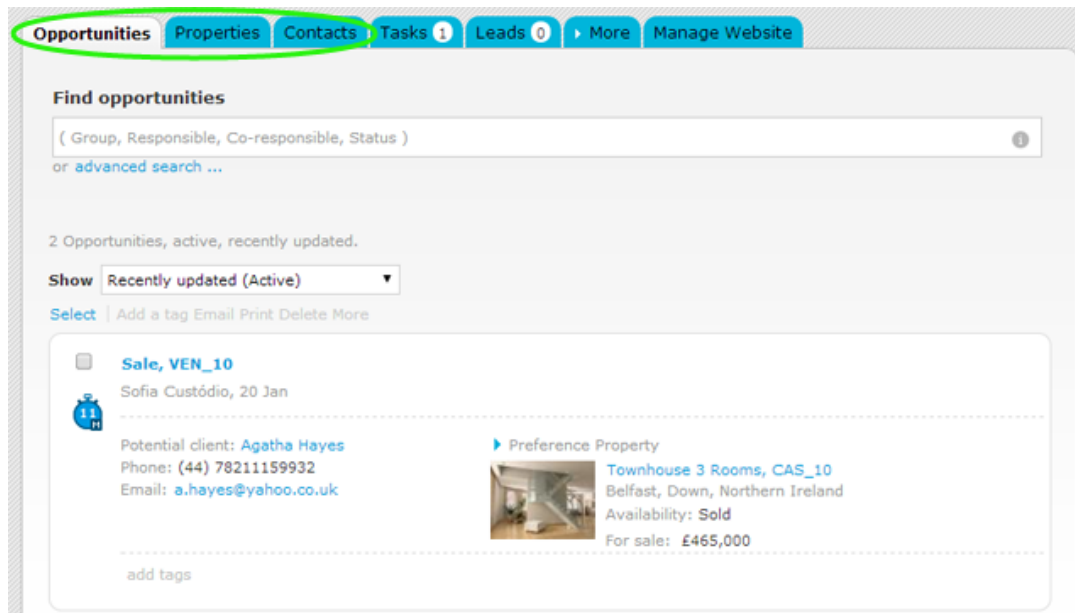 Opportunities Properties Contacts Tasks 1 Leads 0 More Manage Website
Find opportunities
( Group, Responsible, Co-responsible, Status )
or advanced search ...
2 Opportunities, active, recently updated.
Show Recently updated (Active)
Select | Add a tag Email Print Delete More
Sale, VEN_10
Sofia Custódio, 20 Jan
11
M
Potential client: Agatha Hayes
Phone: (44) 78211159932
Email: a.hayes@yahoo.co.uk
Preference Property
Townhouse 3 Rooms, CAS_10
Belfast, Down, Northern Ireland
Availability: Sold
For sale: £465,000
add tags